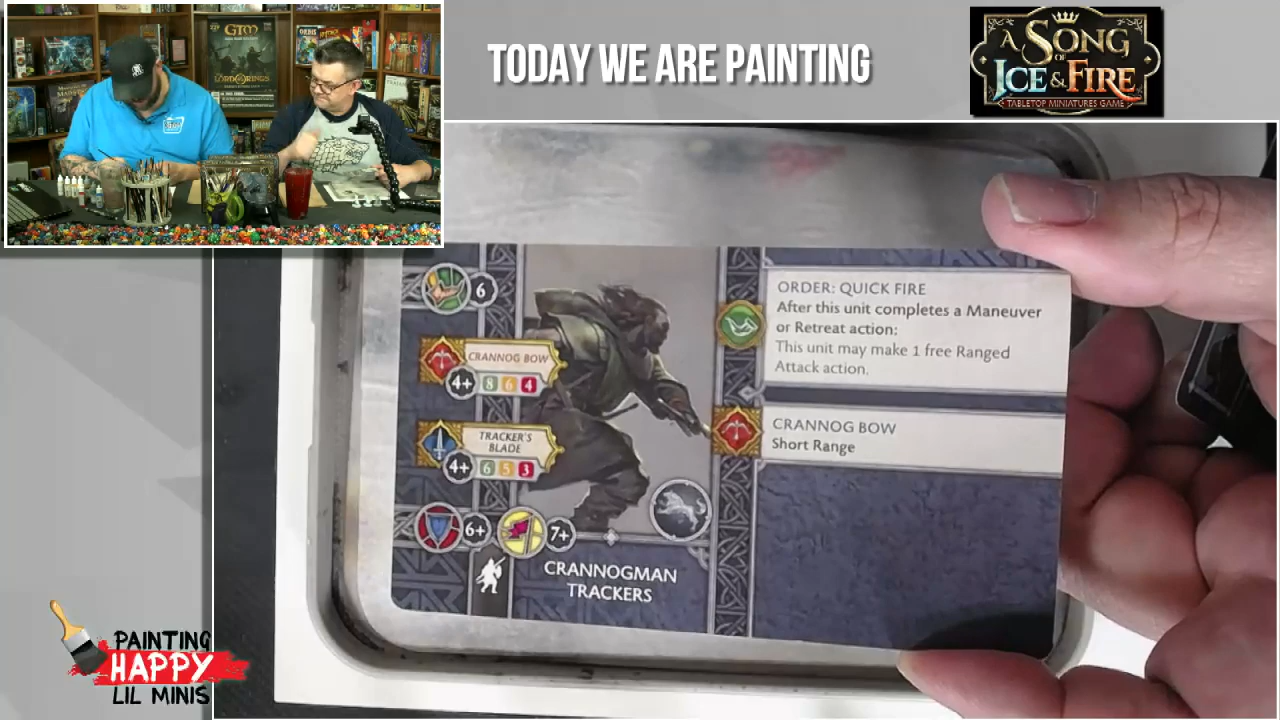 TODAY WE ARE PAINTING
A SONG
OF
ICE & FIRE
TABLETOP MINIATURES GAME
GTM
6
CRANNOG BOW
4+ 8 6 4
TRACKER'S
BLADE
4+ 6 5 3
6+ 7+
CRANNOGMAN
TRACKERS
ORDER: QUICK FIRE
After this unit completes a Maneuver
or Retreat action:
This unit may make 1 free Ranged
Attack action.
CRANNOG BOW
Short Range
PAINTING
HAPPY
LIL MINIS